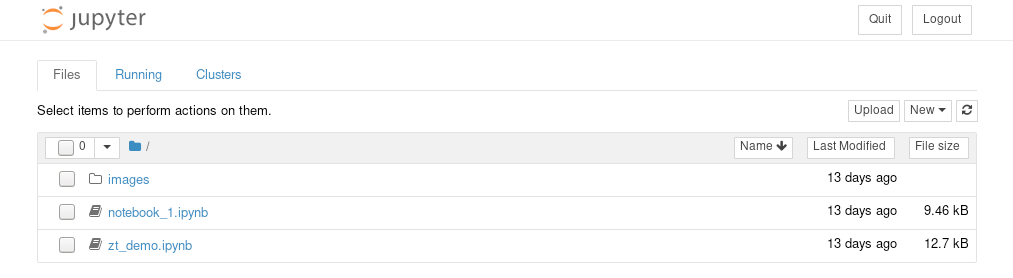 jupyter Quit Logout
Files Running Clusters
Select items to perform actions on them. Upload New
0 / Name Last Modified File size
images 13 days ago
notebook_1.ipynb 13 days ago 9.46 kB
zt_demo.ipynb 13 days ago 12.7 kB